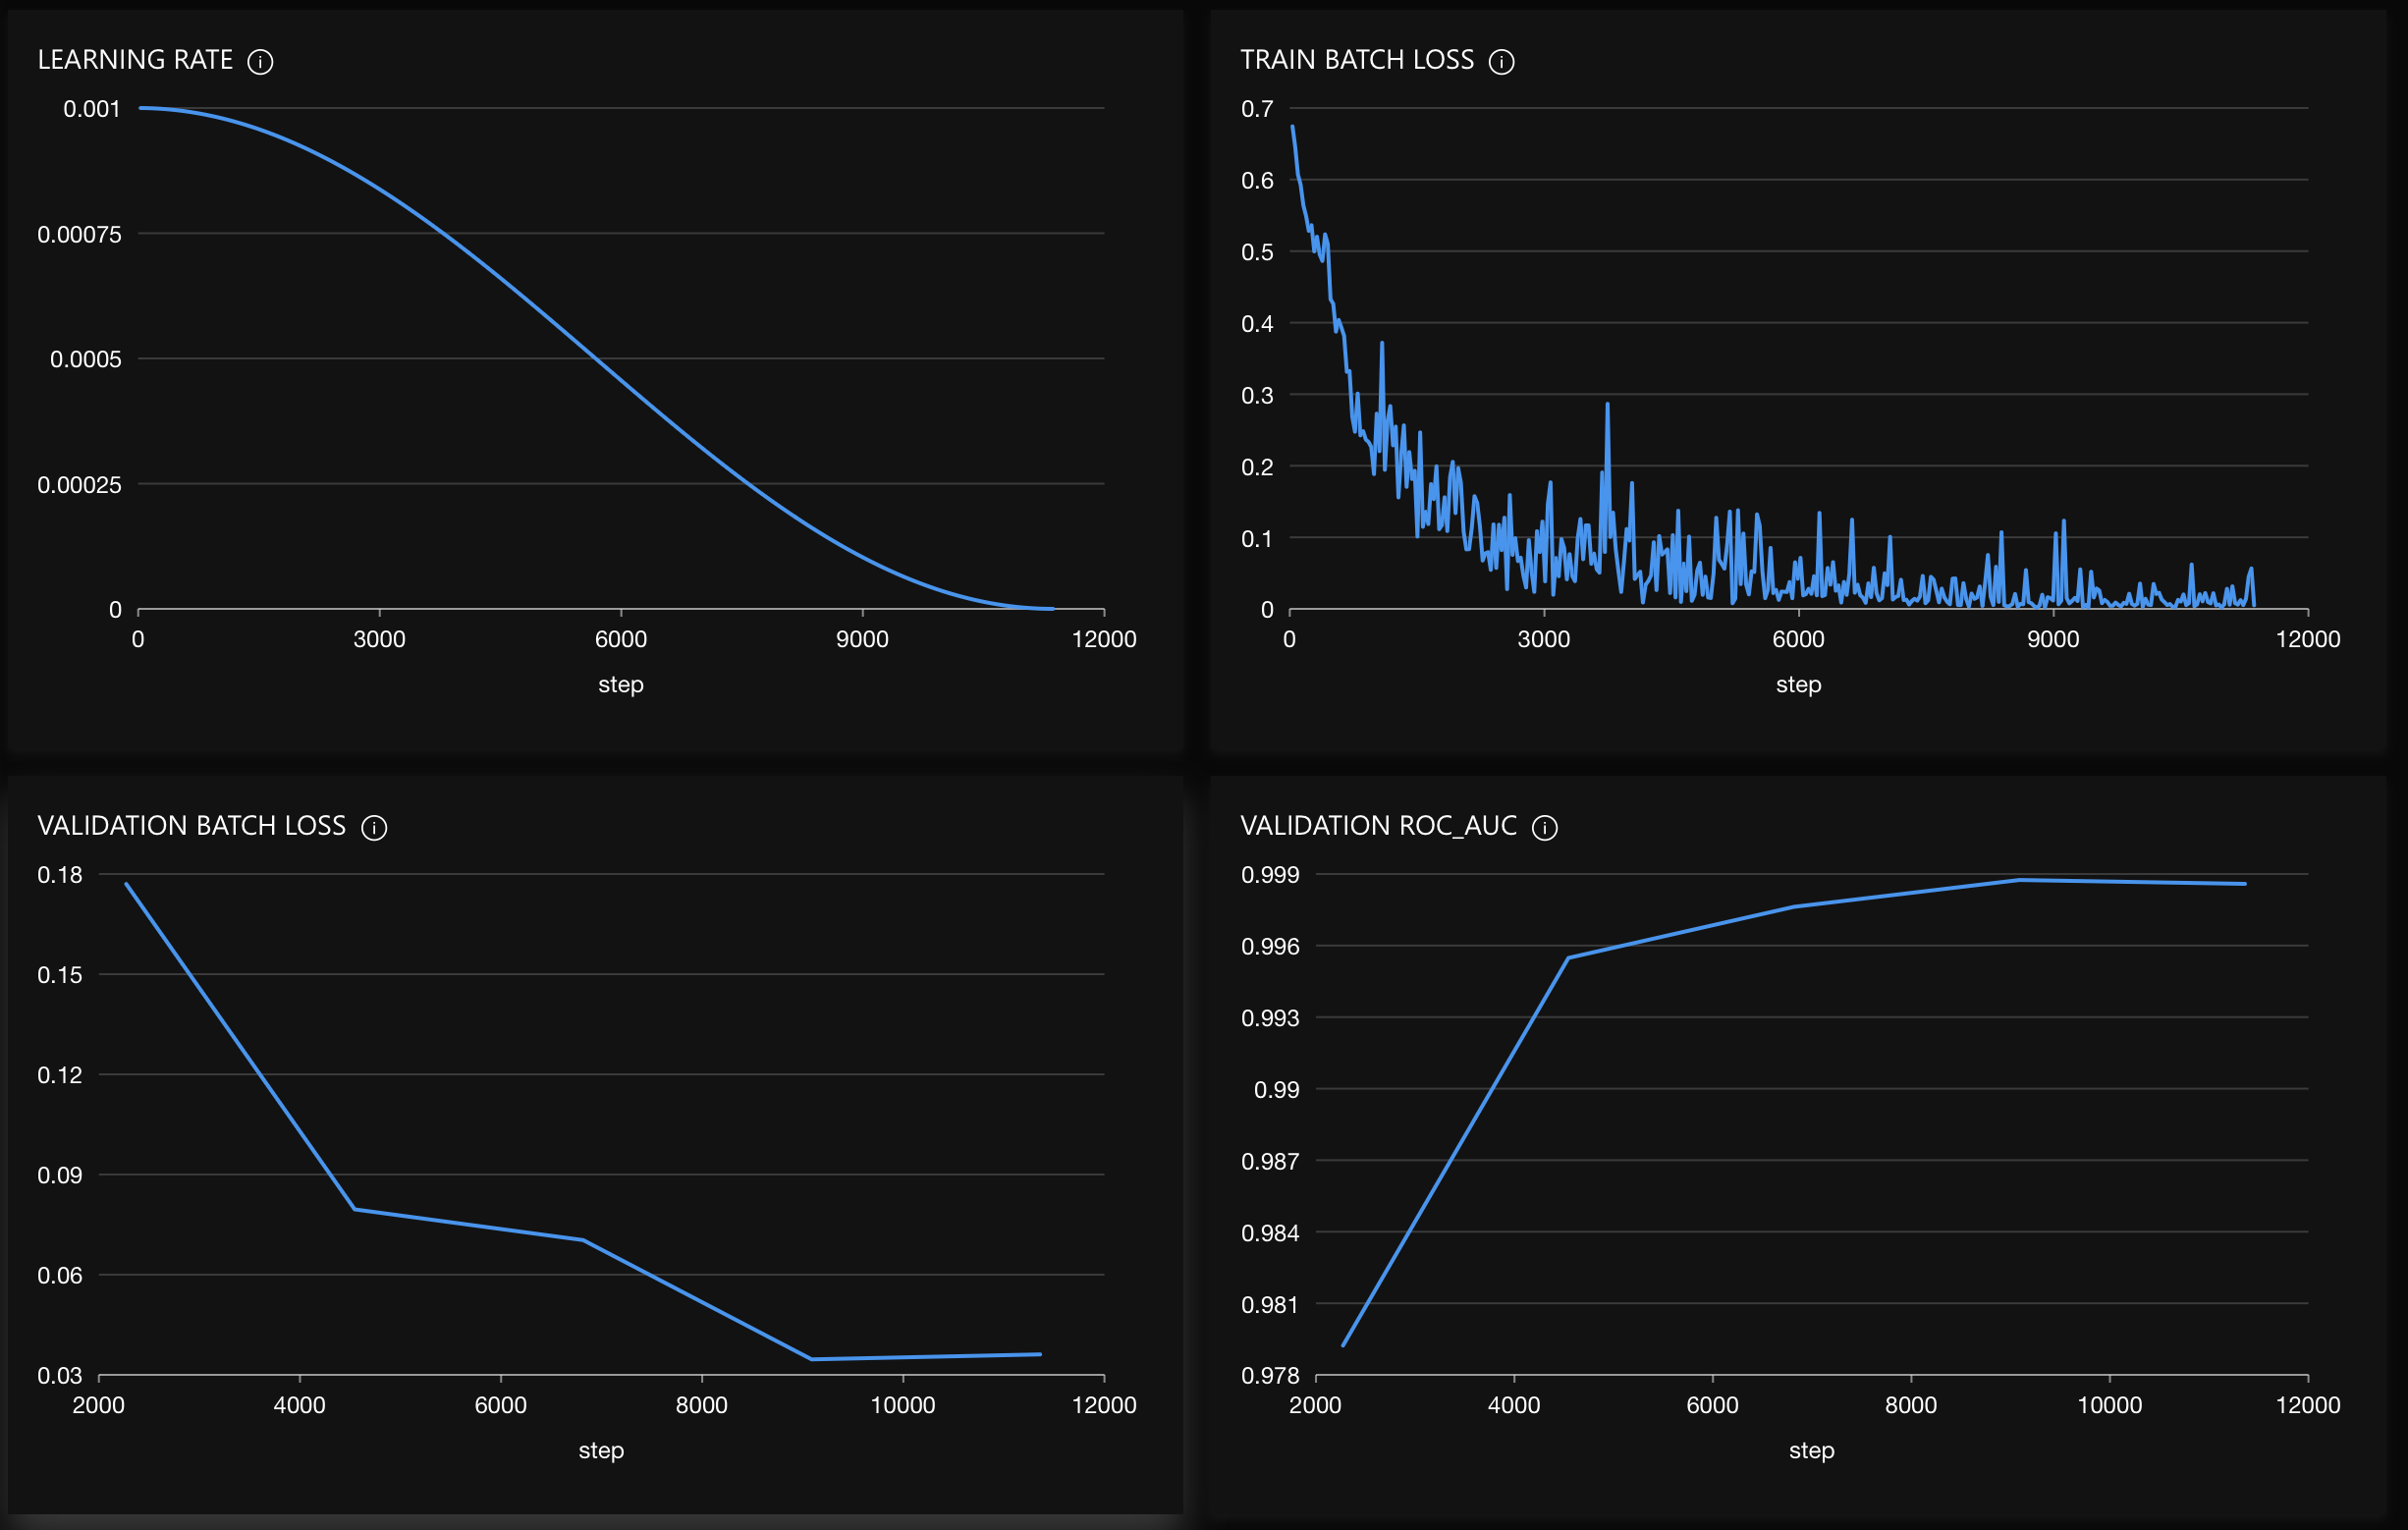 LEARNING RATE
0.001
0.00075
0.0005
0.00025
0
0 3000 6000 9000 12000
step
TRAIN BATCH LOSS
0.7
0.6
0.5
0.4
0.3
0.2
0.1
0
0 3000 6000 9000 12000
step
VALIDATION BATCH LOSS
0.18
0.15
0.12
0.09
0.06
0.03
2000 4000 6000 8000 10000 12000
step
VALIDATION ROC_AUC
0.999
0.996
0.993
0.99
0.987
0.984
0.981
0.978
2000 4000 6000 8000 10000 12000
step